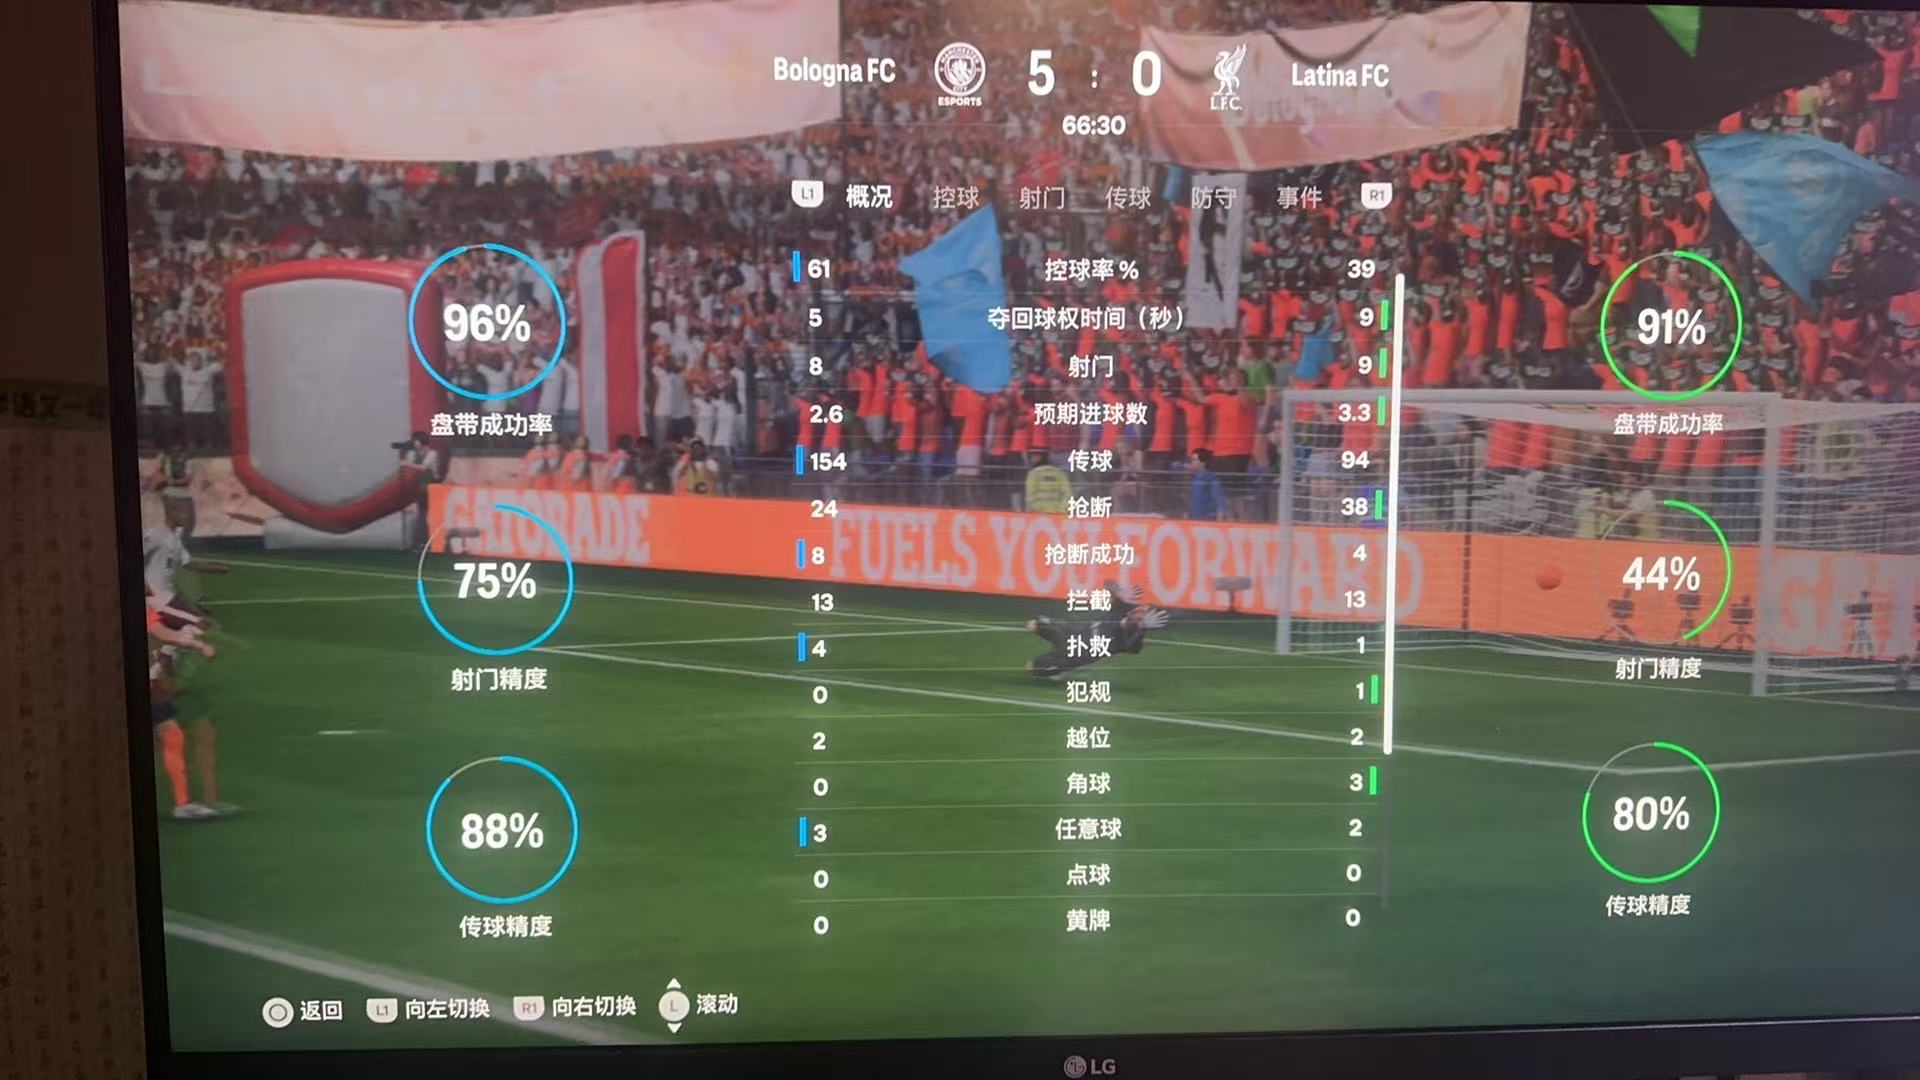 Bologna FC
MANCHESTER CITY
ESPORTS
5 : 0
L.F.C.
Latina FC
66:30
L1 概况 控球 射门 传球 防守 事件 R1
61 控球率 % 39
5 夺回球权时间（秒） 9
8 射门 9
2.6 预期进球数 3.3
154 传球 94
24 抢断 38
8 抢断成功 4
13 拦截 13
4 扑救 1
0 犯规 1
2 越位 2
0 角球 3
3 任意球 2
0 点球 0
0 黄牌 0
96%
盘带成功率
75%
射门精度
88%
传球精度
91%
盘带成功率
44%
射门精度
80%
传球精度
GATORADE FUELS YOU FORWARD GAT
返回 L1 向左切换 R1 向右切换 L 滚动
LG